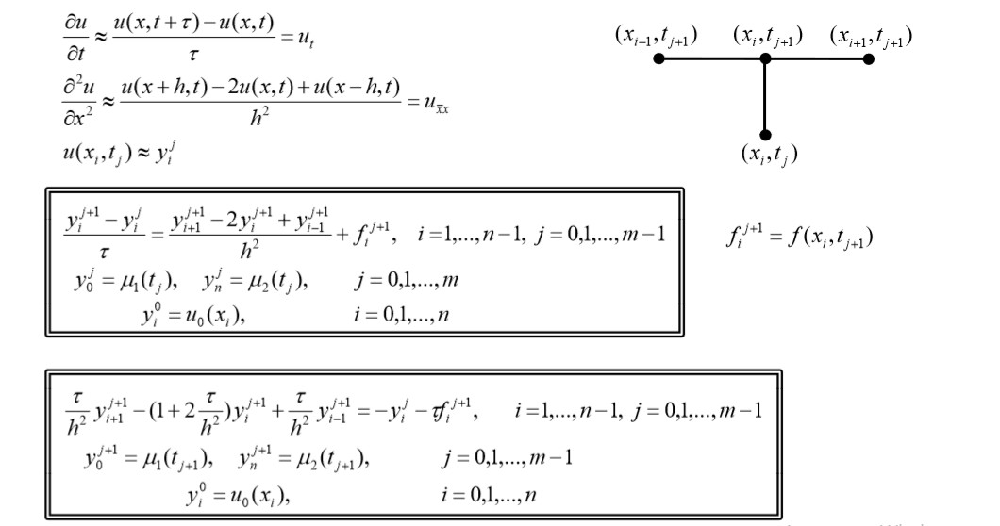 ∂u/∂t ≈ (u(x,t+τ)−u(x,t))/τ = u_t
∂²u/∂x² ≈ (u(x+h,t)−2u(x,t)+u(x−h,t))/h² = u_x̄x
u(x_i,t_j) ≈ y_i^j
(x_{i−1},t_{j+1}) (x_i,t_{j+1}) (x_{i+1},t_{j+1})
(x_i,t_j)
(y_i^{j+1} − y_i^j)/τ = (y_{i+1}^{j+1} − 2y_i^{j+1} + y_{i−1}^{j+1})/h² + f_i^{j+1}, i=1,...,n−1, j=0,1,...,m−1
y_0^j = μ_1(t_j), y_n^j = μ_2(t_j), j=0,1,...,m
y_i^0 = u_0(x_i), i=0,1,...,n
f_i^{j+1} = f(x_i,t_{j+1})
τ/h² y_{i+1}^{j+1} − (1+2 τ/h²)y_i^{j+1} + τ/h² y_{i−1}^{j+1} = −y_i^j − τf_i^{j+1}, i=1,...,n−1, j=0,1,...,m−1
y_0^{j+1} = μ_1(t_{j+1}), y_n^{j+1} = μ_2(t_{j+1}), j=0,1,...,m−1
y_i^0 = u_0(x_i), i=0,1,...,n